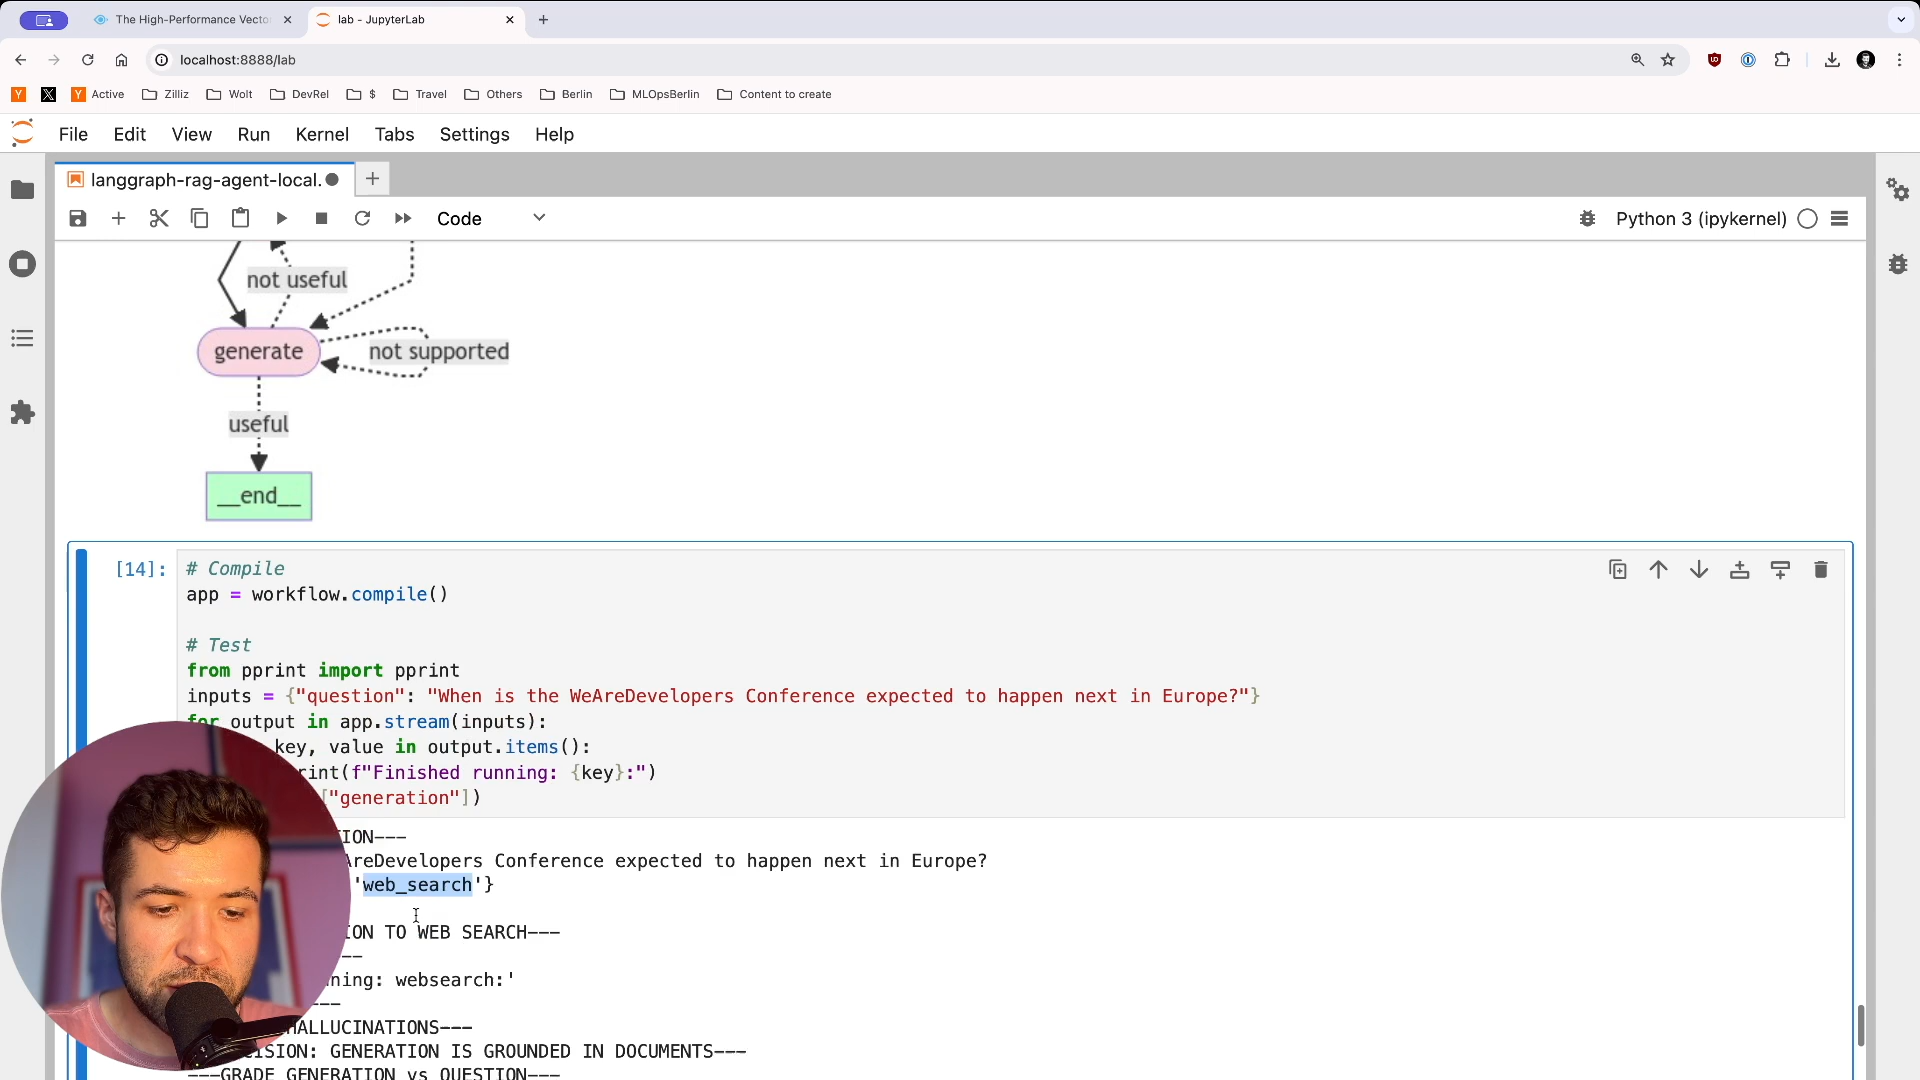 The High-Performance Vecto
lab - JupyterLab
localhost:8888/lab
Active
Zilliz
Wolt
DevRel
$
Travel
Others
Berlin
MLOpsBerlin
Content to create
File
Edit
View
Run
Kernel
Tabs
Settings
Help
langgraph-rag-agent-local.
Code
Python 3 (ipykernel)
not useful
generate
not supported
useful
__end__
[14]:
# Compile
app = workflow.compile()
# Test
from pprint import pprint
inputs = {"question": "When is the WeAreDevelopers Conference expected to happen next in Europe?"}
for output in app.stream(inputs):
key, value in output.items():
rint(f"Finished running: {key}:")
["generation"])
ION---
AreDevelopers Conference expected to happen next in Europe?
'web_search'}
ION TO WEB SEARCH---
---
ning: websearch:'
---
HALLUCINATIONS---
CISION: GENERATION IS GROUNDED IN DOCUMENTS---
---GRADE GENERATION vs QUESTION---